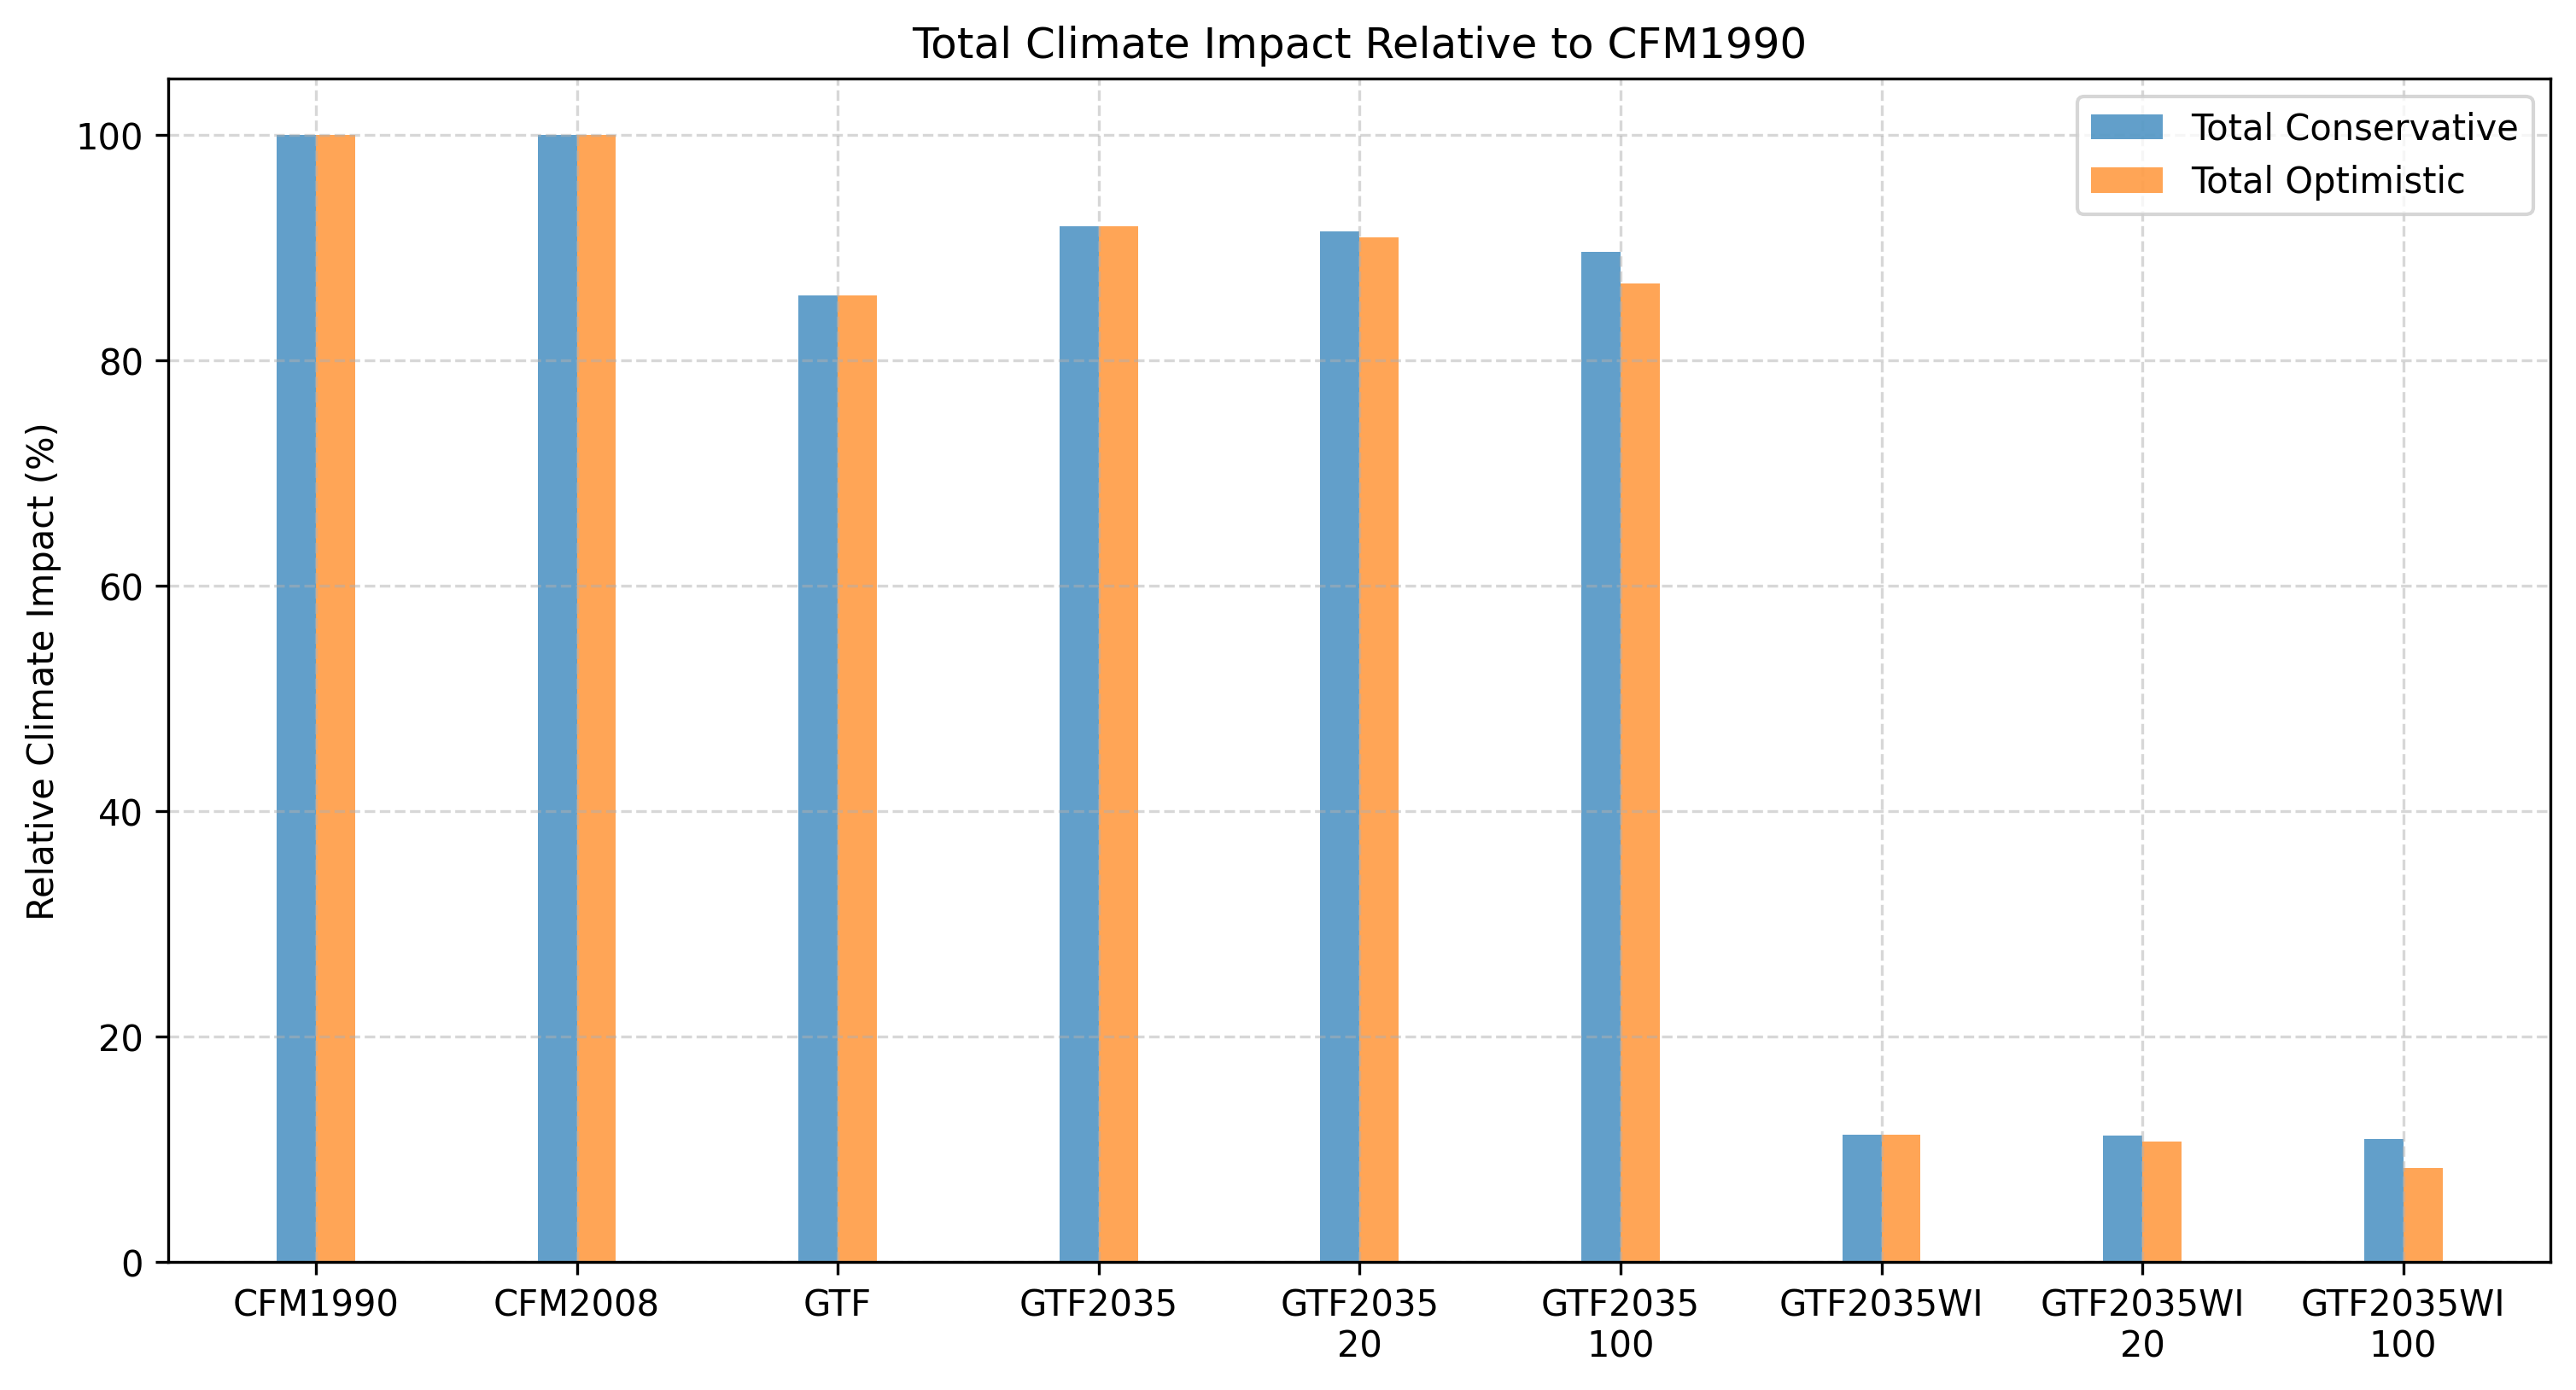 Total Climate Impact Relative to CFM1990
Total Conservative
Total Optimistic
Relative Climate Impact (%)
100
80
60
40
20
0
CFM1990
CFM2008
GTF
GTF2035
GTF2035
20
GTF2035
100
GTF2035WI
GTF2035WI
20
GTF2035WI
100